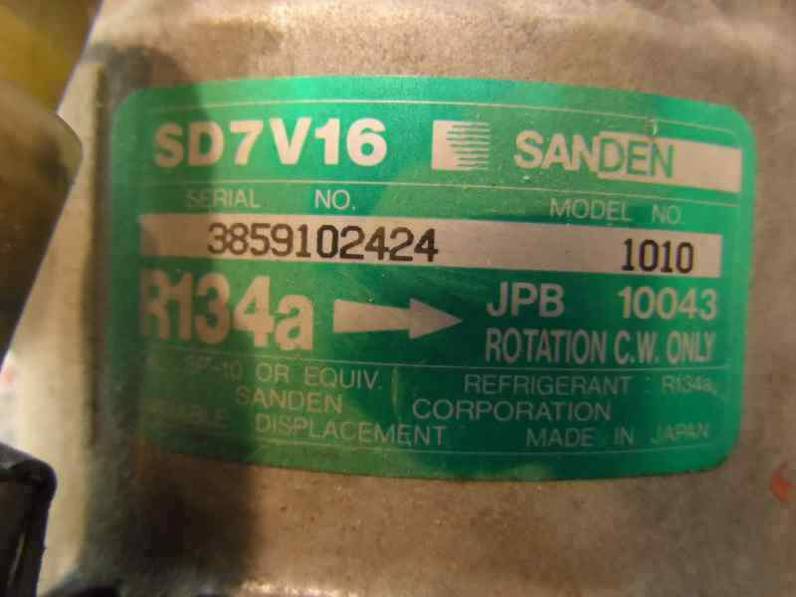 SD7V16 SANDEN
SERIAL NO. MODEL NO.
3859102424 1010
R134a JPB 10043
ROTATION C.W. ONLY
SP-10 OR EQUIV. REFRIGERANT R134a
SANDEN CORPORATION
DISPLACEMENT MADE IN JAPAN